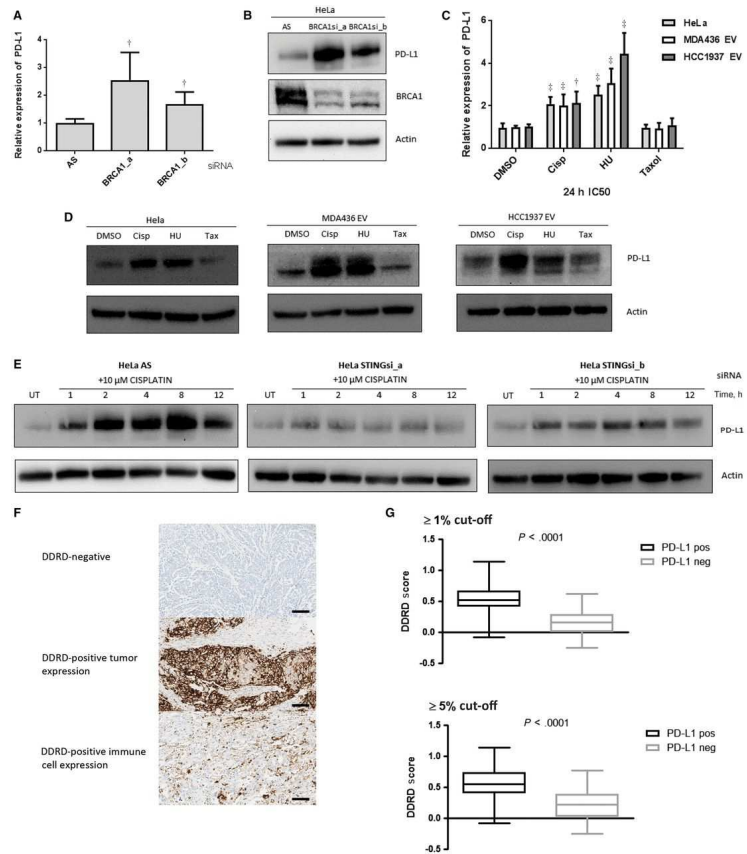 A
Relative expression of PD-L1
4
3
2
1
0
AS
BRCA1_a
BRCA1_b
siRNA
†
†
B
HeLa
AS BRCA1si_a BRCA1si_b
PD-L1
BRCA1
Actin
C
Relative expression of PD-L1
6
4
2
0
DMSO
Cisp
HU
Taxol
24 h IC50
‡ ‡ †
‡ ‡ ‡
HeLa
MDA436 EV
HCC1937 EV
D
Hela
DMSO Cisp HU Tax
MDA436 EV
DMSO Cisp HU Tax
HCC1937 EV
DMSO Cisp HU Tax
PD-L1
Actin
E
HeLa AS
+10 µM CISPLATIN
UT 1 2 4 8 12
HeLa STINGsi_a
+10 µM CISPLATIN
UT 1 2 4 8 12
HeLa STINGsi_b
+10 µM CISPLATIN
UT 1 2 4 8 12
siRNA
Time, h
PD-L1
Actin
F
DDRD-negative
DDRD-positive tumor
expression
DDRD-positive immune
cell expression
G
≥ 1% cut-off
P < .0001
DDRD score
1.5
1.0
0.5
0.0
-0.5
PD-L1 pos
PD-L1 neg
≥ 5% cut-off
P < .0001
DDRD score
1.5
1.0
0.5
0.0
-0.5
PD-L1 pos
PD-L1 neg